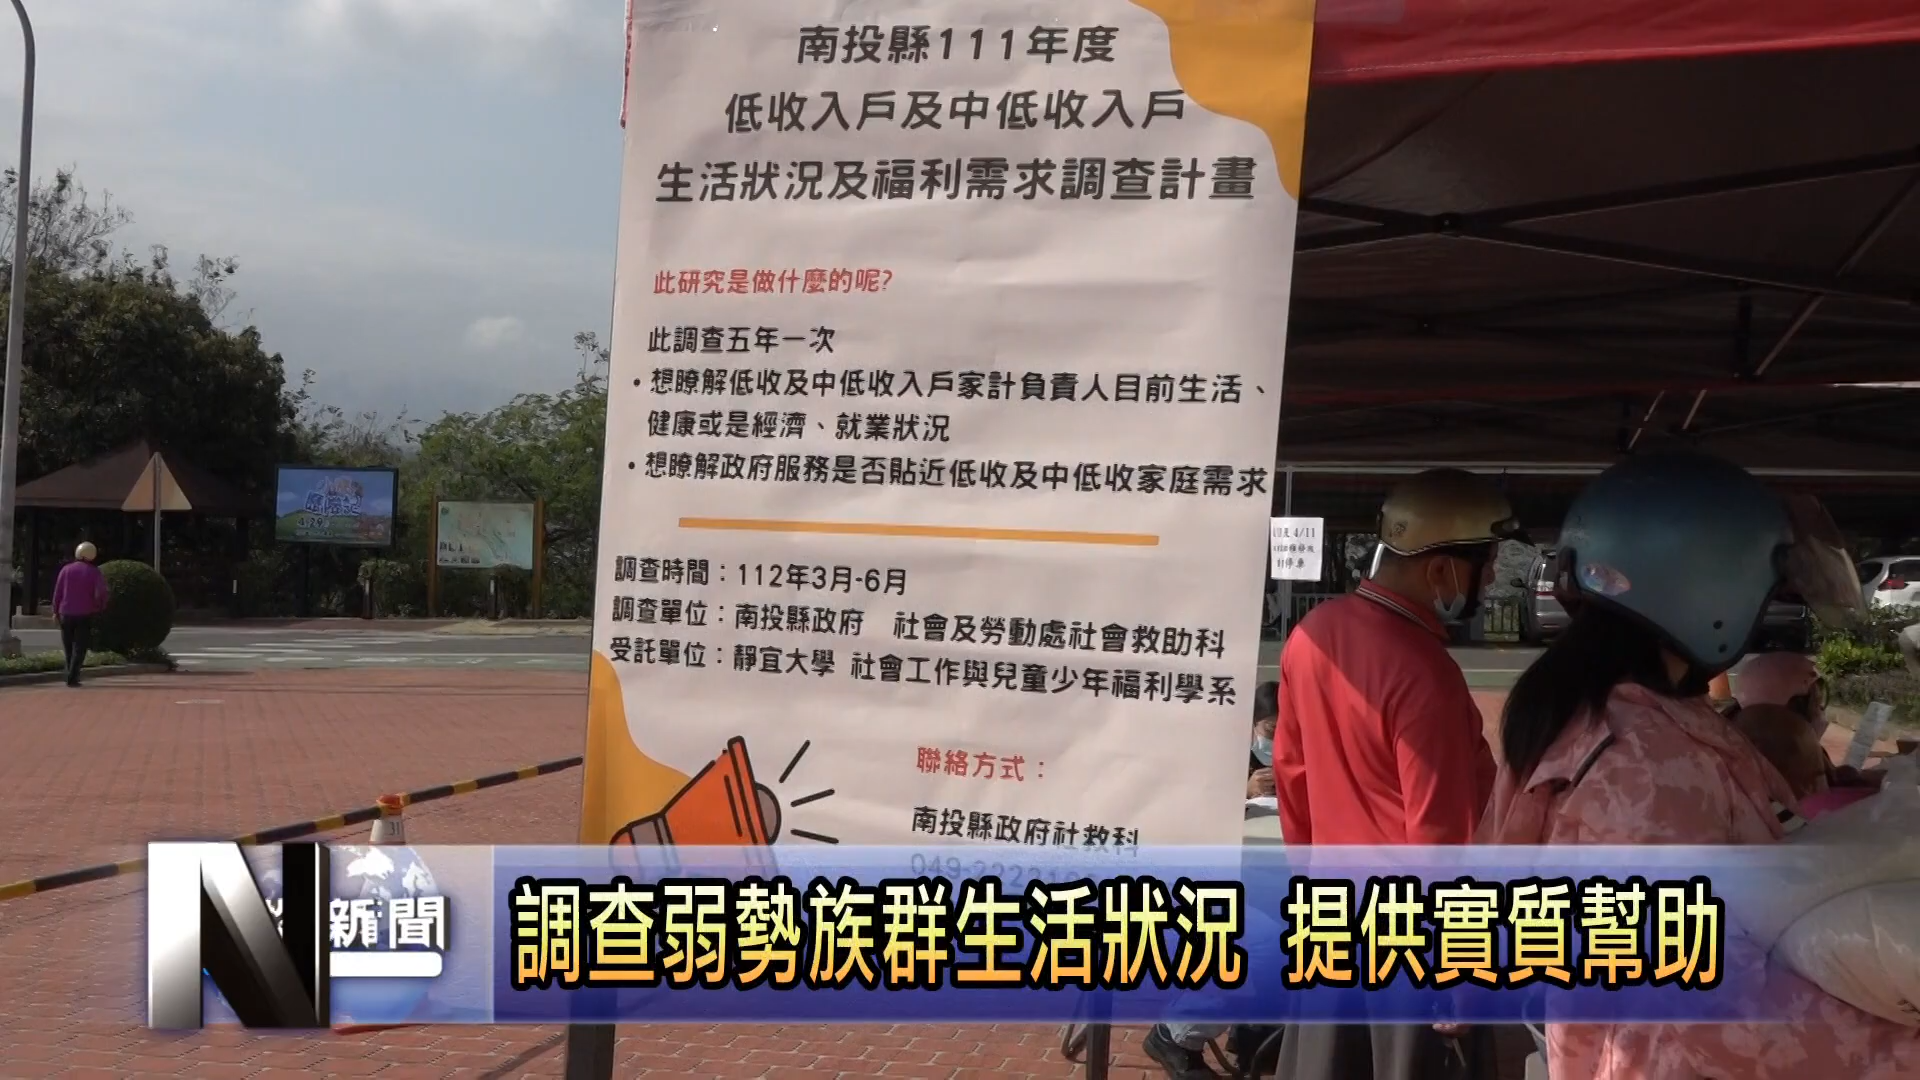 南投縣111年度
低收入戶及中低收入戶
生活狀況及福利需求調查計畫
此研究是做什麼的呢?
此調查五年一次
•想瞭解低收及中低收入戶家計負責人目前生活、
健康或是經濟、就業狀況
•想瞭解政府服務是否貼近低收及中低收家庭需求
調查時間：112年3月-6月
調查單位：南投縣政府 社會及勞動處社會救助科
受託單位：靜宜大學 社會工作與兒童少年福利學系
聯絡方式：
南投縣政府社救科
4/11
4/29
31
N 新聞
調查弱勢族群生活狀況 提供實質幫助